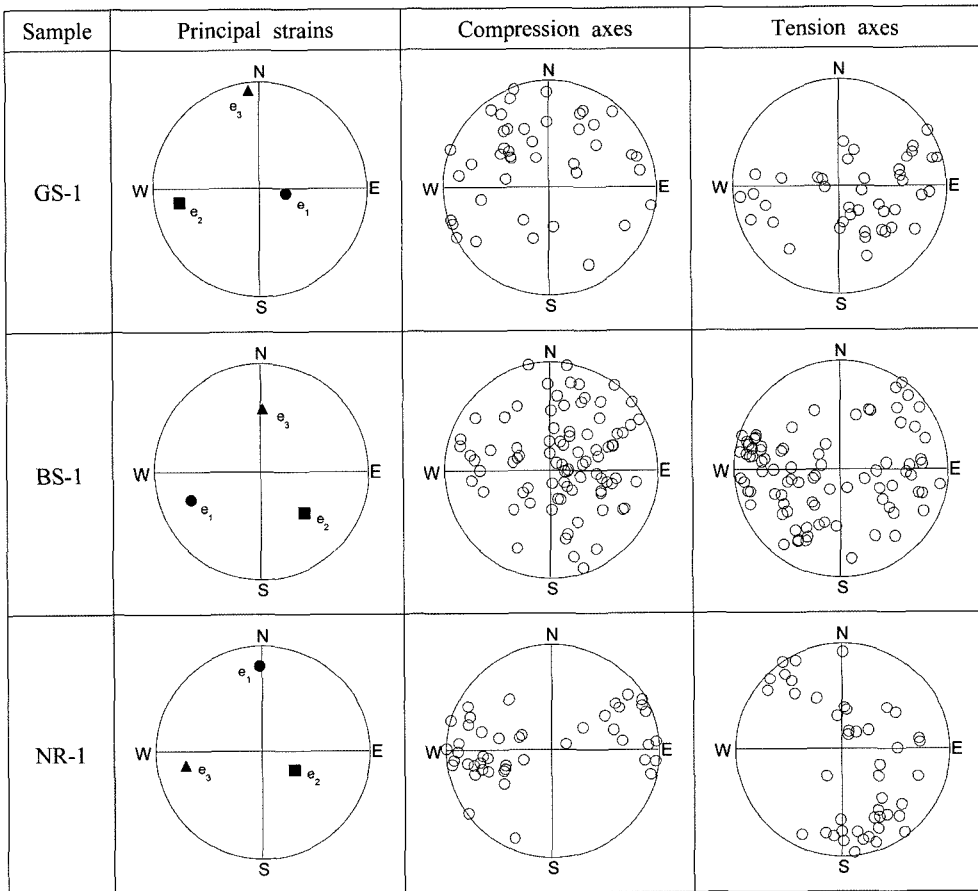 Sample Principal strains Compression axes Tension axes
GS-1
N
W E
S
e3
e2
e1
N
W E
S
N
W E
S
BS-1
N
W E
S
e3
e1
e2
N
W E
S
N
W E
S
NR-1
N
W E
S
e1
e3
e2
N
W E
S
N
W E
S